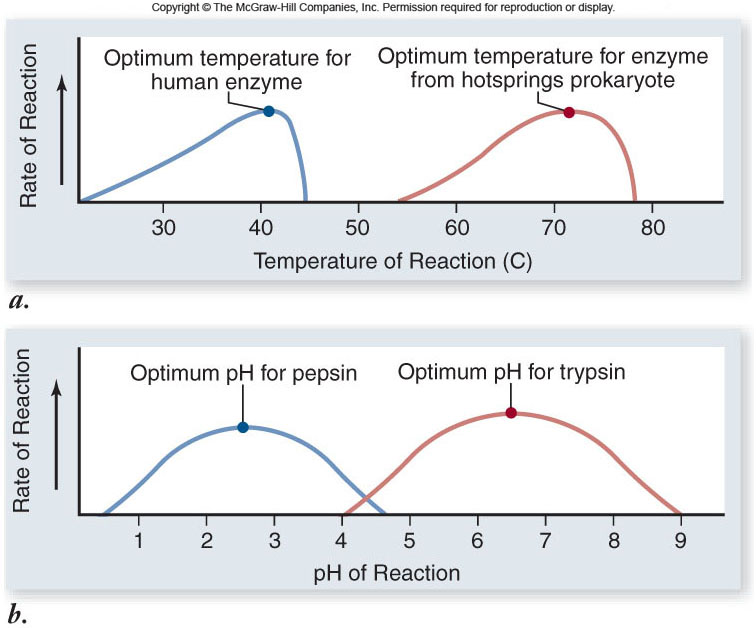 Copyright © The McGraw-Hill Companies, Inc. Permission required for reproduction or display.
Optimum temperature for
human enzyme
Optimum temperature for enzyme
from hotsprings prokaryote
Rate of Reaction
30 40 50 60 70 80
Temperature of Reaction (C)
a.
Optimum pH for pepsin
Optimum pH for trypsin
Rate of Reaction
1 2 3 4 5 6 7 8 9
pH of Reaction
b.